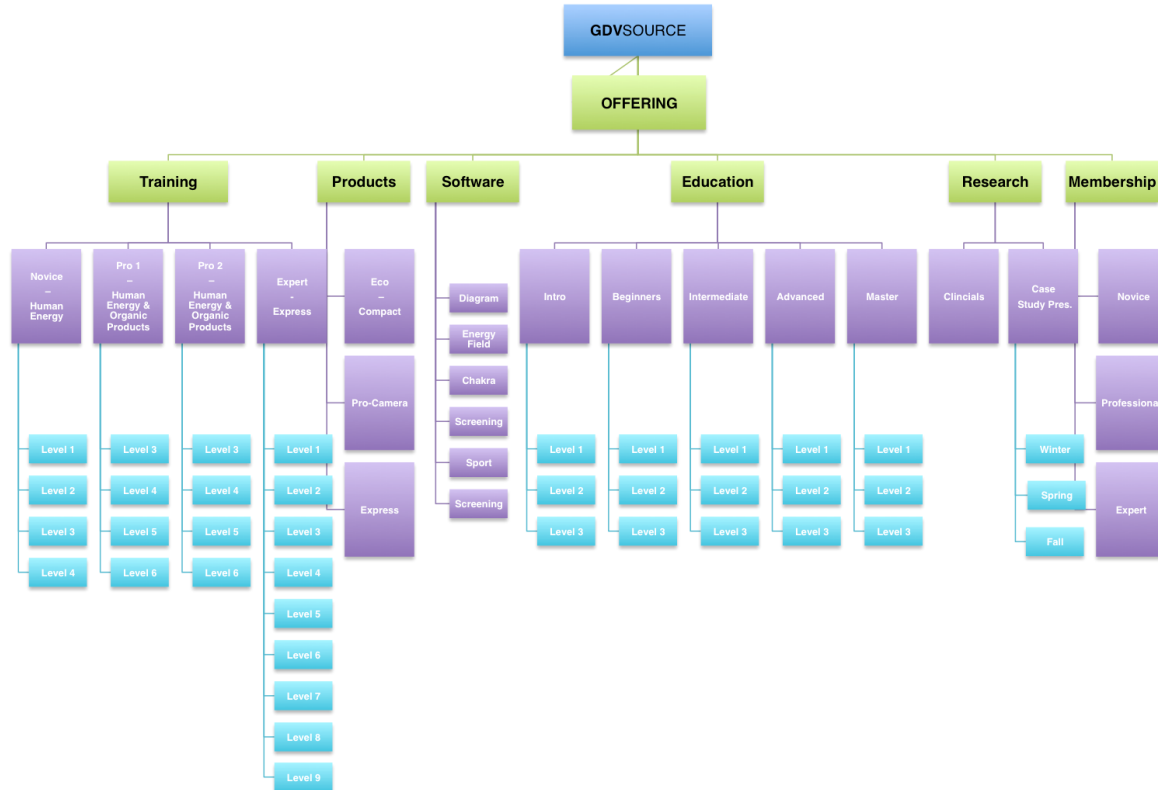 GDVSOURCE
OFFERING
Training
Products
Software
Education
Research
Membership
Novice
–
Human
Energy
Pro 1
–
Human
Energy &
Organic
Products
Pro 2
–
Human
Energy &
Organic
Products
Expert
-
Express
Eco
–
Compact
Pro-Camera
Express
Diagram
Energy
Field
Chakra
Screening
Sport
Screening
Intro
Beginners
Intermediate
Advanced
Master
Clincials
Case
Study Pres.
Novice
Professional
Expert
Level 1
Level 2
Level 3
Level 4
Level 3
Level 4
Level 5
Level 6
Level 3
Level 4
Level 5
Level 6
Level 1
Level 2
Level 3
Level 4
Level 5
Level 6
Level 7
Level 8
Level 9
Level 1
Level 2
Level 3
Level 1
Level 2
Level 3
Level 1
Level 2
Level 3
Level 1
Level 2
Level 3
Level 1
Level 2
Level 3
Winter
Spring
Fall